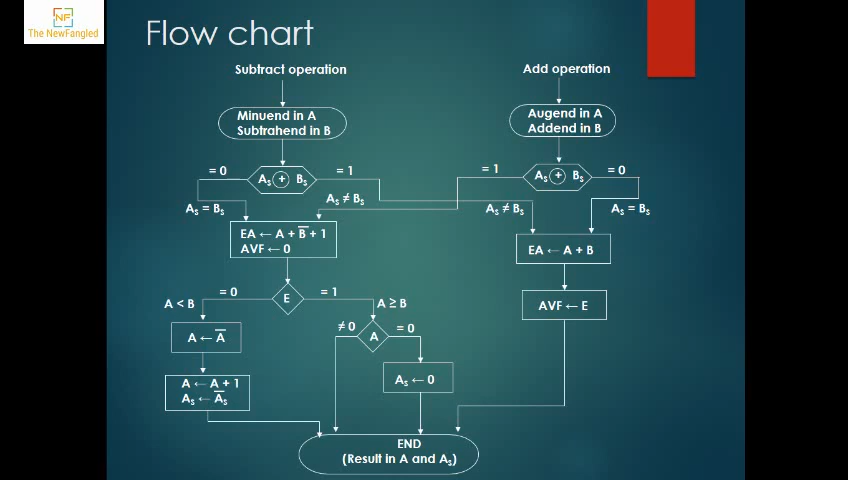 NF
The NewFangled
Flow chart
Subtract operation
Add operation
Minuend in A
Subtrahend in B
Augend in A
Addend in B
= 0
As ⊕ Bs
= 1
= 1
As ⊕ Bs
= 0
As = Bs
As ≠ Bs
As ≠ Bs
As = Bs
EA ← A + B̅ + 1
AVF ← 0
EA ← A + B
= 0
E
= 1
A < B
A ≥ B
AVF ← E
A ← A̅
≠ 0
A
= 0
A ← A + 1
As ← A̅s
As ← 0
END
(Result in A and As)